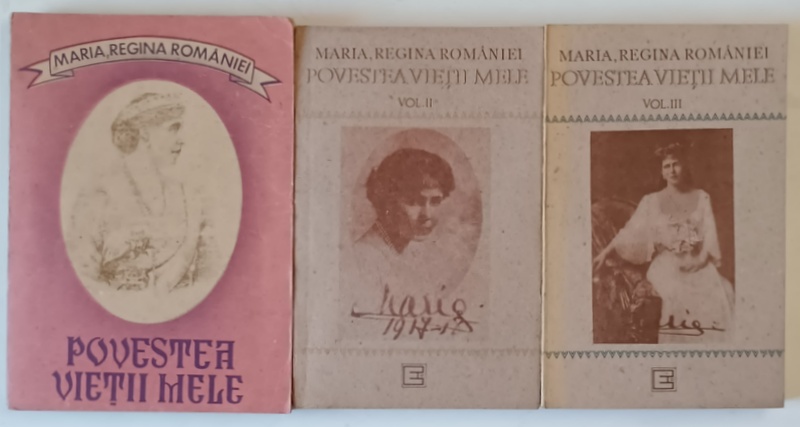 MARIA, REGINA ROMÂNIEI
POVESTEA
VIEȚII MELE
MARIA, REGINA ROMÂNIEI
POVESTEA VIEȚII MELE
VOL. II
Maria
1917-17
E
MARIA, REGINA ROMÂNIEI
POVESTEA VIEȚII MELE
VOL. III
E